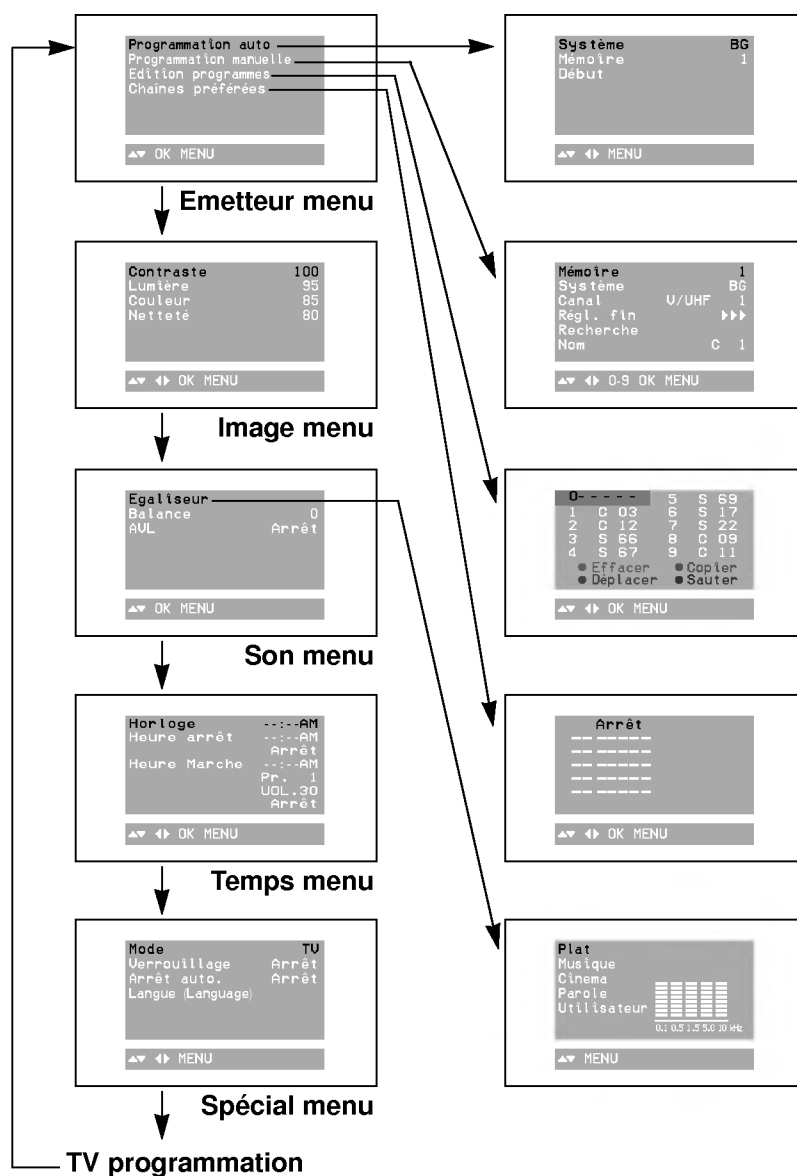 Programmation auto
Programmation manuelle
Edition programmes
Chaines préférées
▲▼ OK MENU
Emetteur menu
Système BG
Mémoire 1
Début
▲▼ ◀▶ MENU
Contraste 100
Lumière 95
Couleur 85
Netteté 80
▲▼ ◀▶ OK MENU
Image menu
Mémoire 1
Système BG
Canal V/UHF 1
Régl. fin ▶▶▶
Recherche
Nom C 1
▲▼ ◀▶ 0-9 OK MENU
Egaliseur
Balance 0
AVL Arrêt
▲▼ OK MENU
Son menu
0- - - - - 5 S 69
1 C 03 6 S 17
2 C 12 7 S 22
3 S 66 8 C 09
4 S 67 9 C 11
● Effacer ● Copier
● Déplacer ● Sauter
▲▼ ◀▶ OK MENU
Horloge --:--AM
Heure arrêt --:--AM
Arrêt
Heure Marche --:--AM
Pr. 1
VOL.30
Arrêt
▲▼ ◀▶ OK MENU
Temps menu
Arrêt
-- ------
-- ------
-- ------
-- ------
-- ------
▲▼ ◀▶ OK MENU
Mode TV
Verrouillage Arrêt
Arrêt auto. Arrêt
Langue (Language)
▲▼ ◀▶ MENU
Spécial menu
Plat
Musique
Cinema
Parole
Utilisateur
0.1 0.5 1.5 5.0 10 kHz
▲▼ MENU
TV programmation